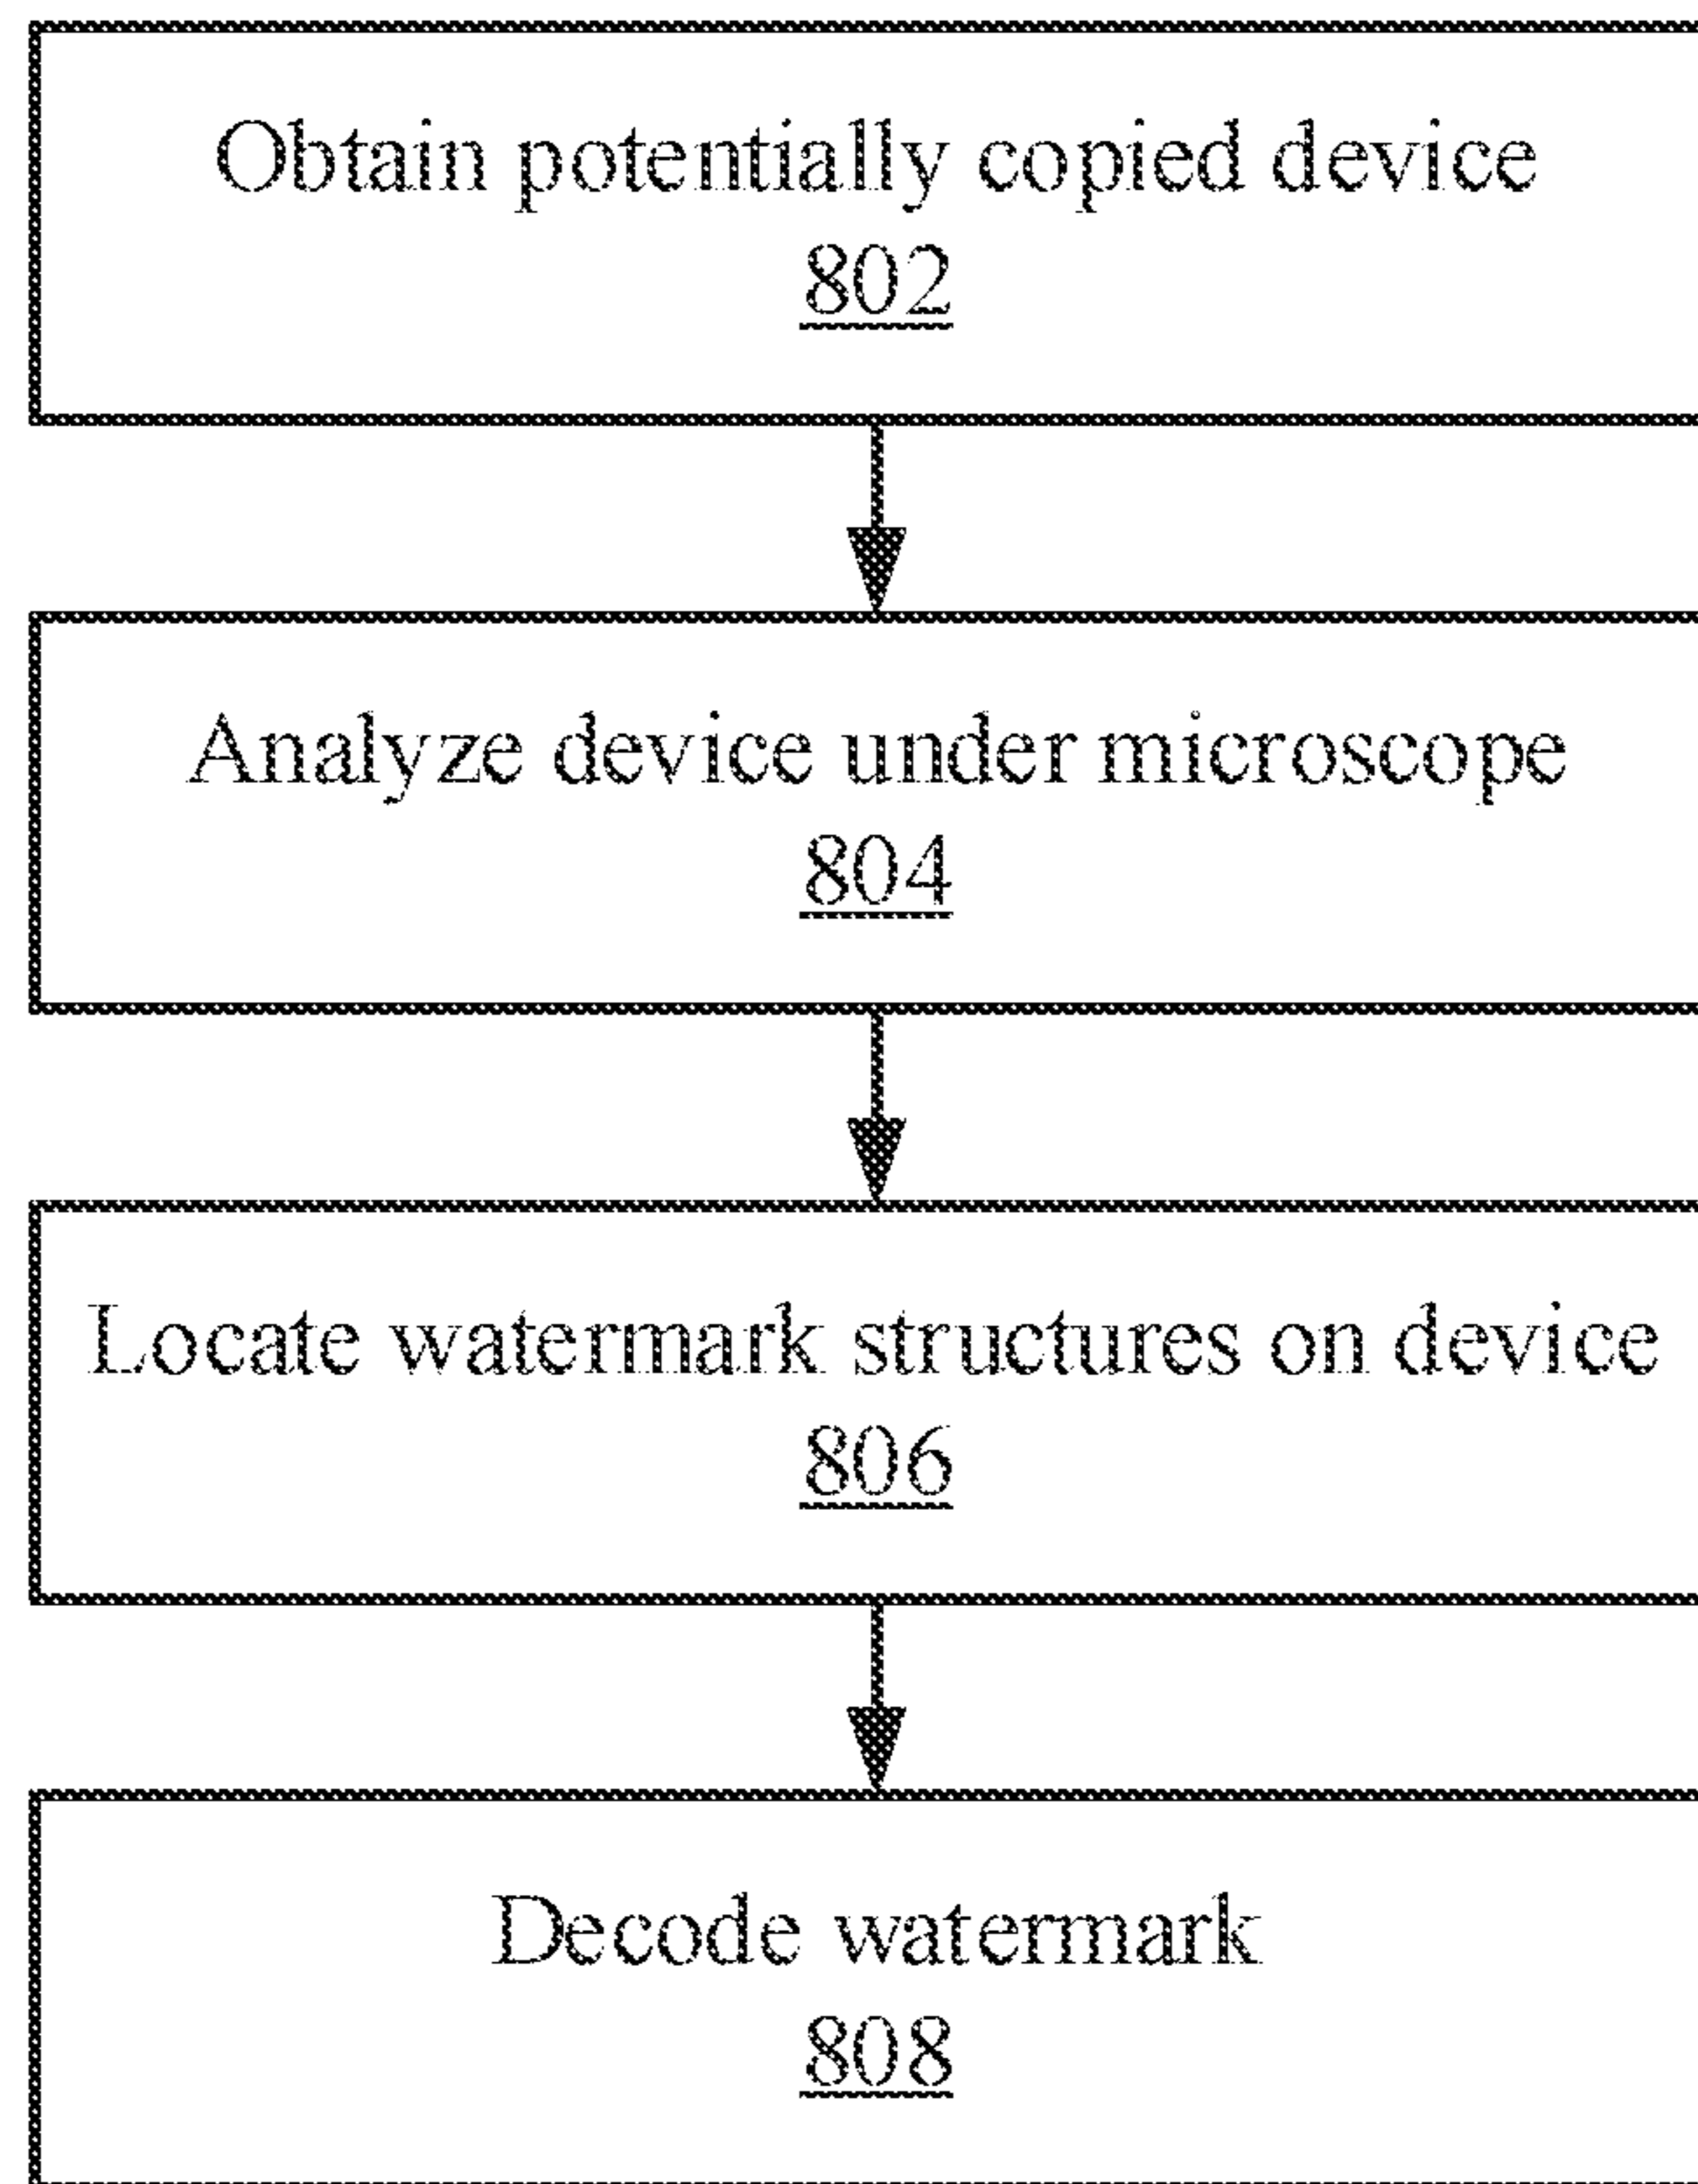 Obtain potentially copied device
802
Analyze device under microscope
804
Locate watermark structures on device
806
Decode watermark
808